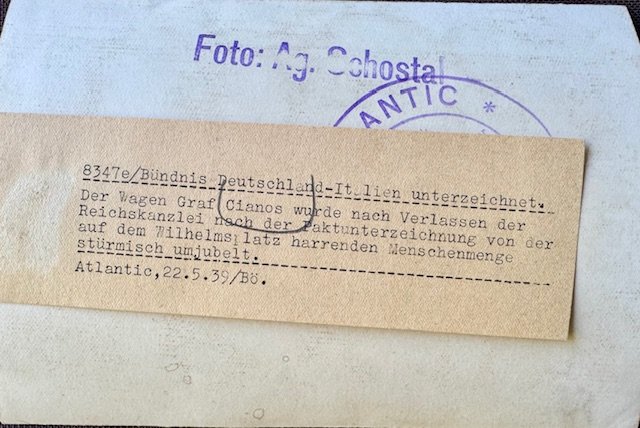 Foto: Ag. Schostal
ANTIC *
8347e/Bündnis Deutschland-Italien unterzeichnet.
Der Wagen Graf Cianos wurde nach Verlassen der
Reichskanzlei nach der Paktunterzeichnung von der
auf dem Wilhelmsplatz harrenden Menschenmenge
stürmisch umjubelt.
Atlantic,22.5.39/Bö.